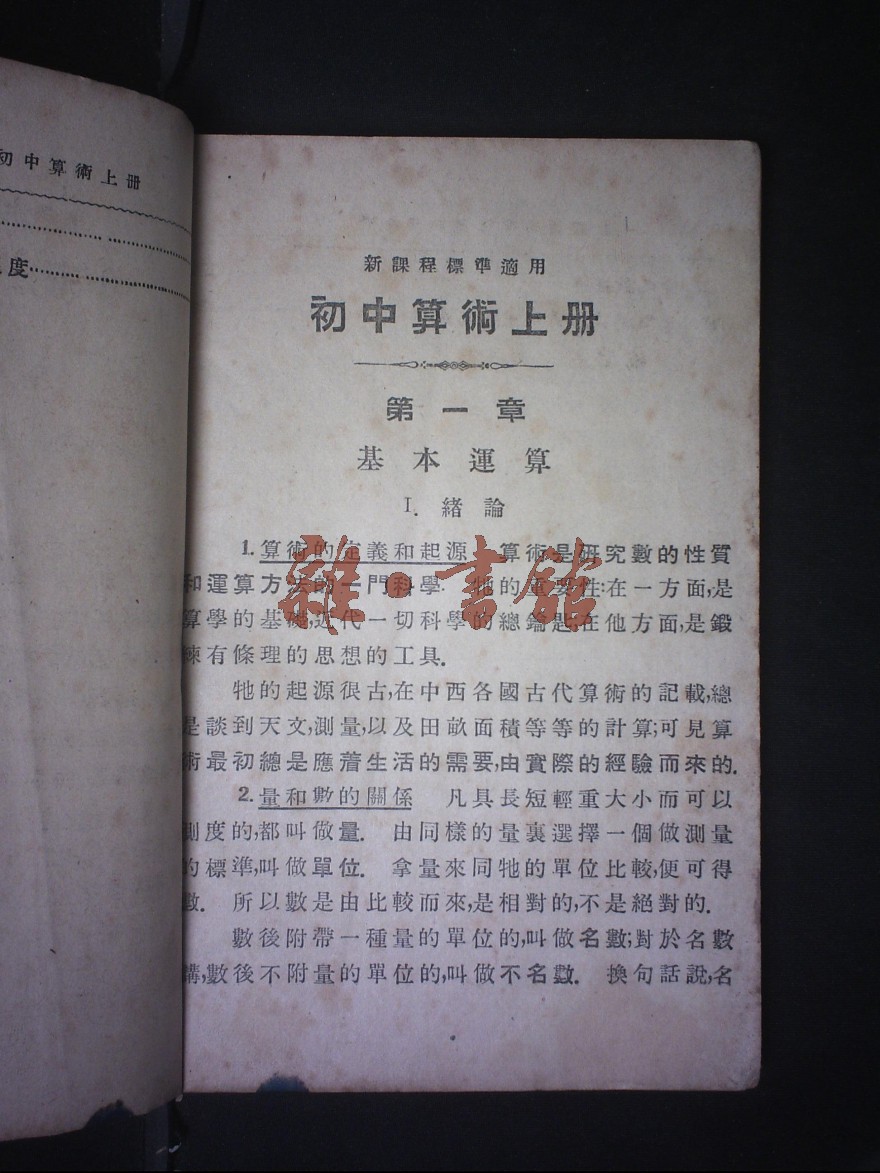 初中算術上册
度
新課程標準適用
初中算術上册
第一章
基本運算
I. 緒論
1. 算術的定義和起源 算術是研究數的性質
和運算方法的一門科學. 牠的重要性:在一方面,是
算學的基礎,近代一切科學的總鑰匙;在他方面,是鍛
練有條理的思想的工具.
牠的起源很古,在中西各國古代算術的記載,總
是談到天文,測量,以及田畝面積等等的計算;可見算
術最初總是應着生活的需要,由實際的經驗而來的.
2. 量和數的關係 凡具長短輕重大小而可以
測度的,都叫做量. 由同樣的量裏選擇一個做測量
的標準,叫做單位. 拿量來同牠的單位比較,便可得
數. 所以數是由比較而來,是相對的,不是絕對的.
數後附帶一種量的單位的,叫做名數;對於名數
講,數後不附量的單位的,叫做不名數. 換句話說,名
雜·書館